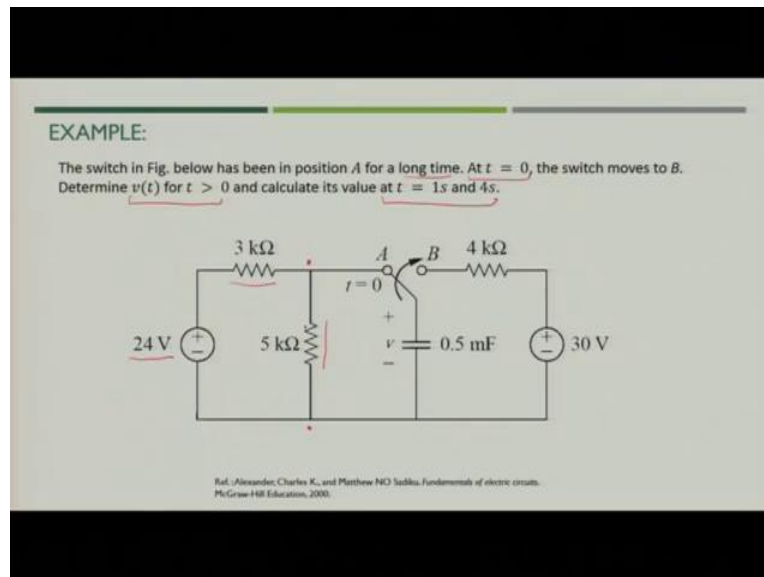 EXAMPLE:
The switch in Fig. below has been in position A for a long time. At t = 0, the switch moves to B.
Determine v(t) for t > 0 and calculate its value at t = 1s and 4s.
3 kΩ
A
B
4 kΩ
t = 0
24 V
+
−
5 kΩ
+
v
−
0.5 mF
+
−
30 V
Ref.: Alexander, Charles K., and Matthew NO Sadiku. Fundamentals of electric circuits.
McGraw-Hill Education, 2000.